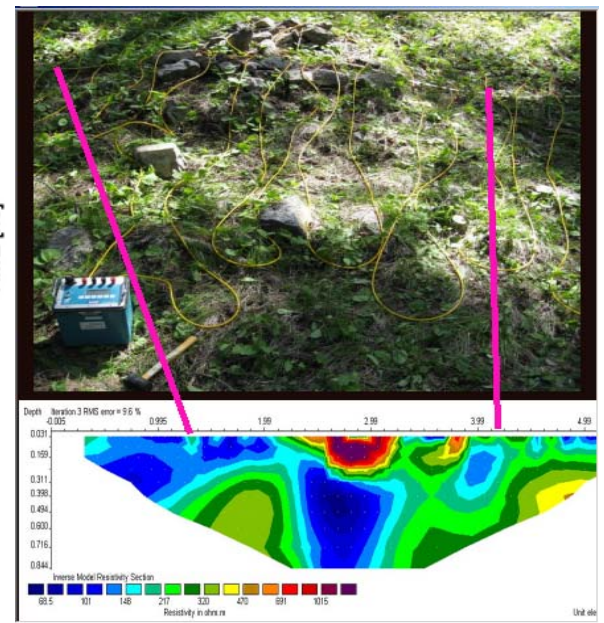 Depth Iteration 3 RMS error = 9.6 %
-0.005 0.995 1.99 2.99 3.99 4.99
0.031
0.159
0.311
0.398
0.494
0.600
0.716
0.844
Inverse Model Resistivity Section
68.5 101 148 217 320 470 691 1015
Resistivity in ohm.m
Unit ele